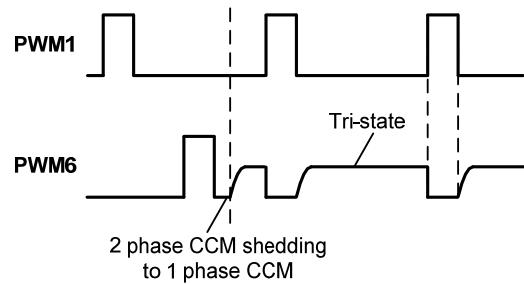 PWM1
Tri-state
PWM6
2 phase CCM shedding
to 1 phase CCM